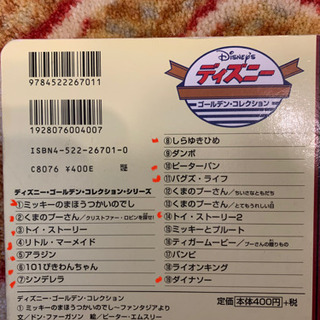 DISNEY'S
ディズニー
ゴールデン・コレクション
9784522267011
1928076004007
ISBN4-522-26701-0
C8076 ¥400E
ディズニー・ゴールデン・コレクション・シリーズ
①ミッキーのまほうつかいのでし
②くまのプーさん/クリストファー・ロビンを探せ!
③トイ・ストーリー
④リトル・マーメイド
⑤アラジン
⑥101ぴきわんちゃん
⑦シンデレラ
⑧しらゆきひめ
⑨ダンボ
⑩ピーターパン
⑪バグズ・ライフ
⑫くまのプーさん/ちいさなともだち
⑬くまのプーさん/とてもうれしい日
⑭トイ・ストーリー2
⑮ミッキーとプルート
⑯ティガームービー/プーさんの贈りもの
⑰バンビ
⑱ライオンキング
⑲ダイナソー
ディズニー・ゴールデン・コレクション
① ミッキーのまほうつかいのでし ーファンタジアより
文/ドン・ファーガソン 絵/ピーター・エムスリー
定価 本体400円 +税